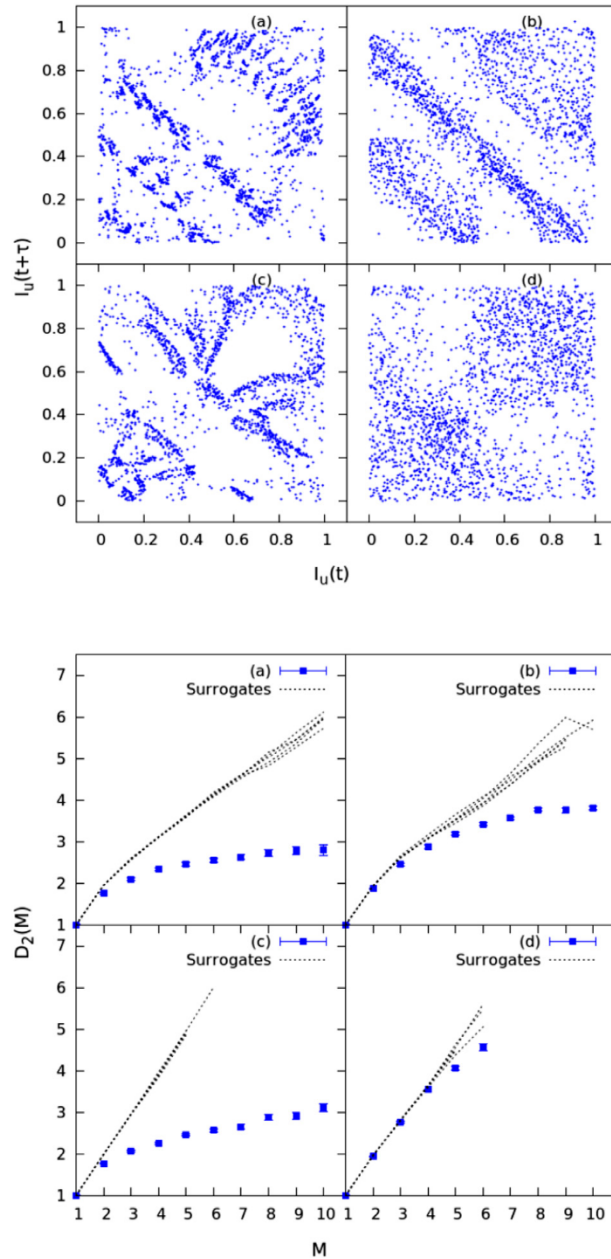 (a) (b)
1
0.8
0.6
0.4
0.2
0
(c) (d)
1
0.8
0.6
0.4
0.2
0
0 0.2 0.4 0.6 0.8 1 0 0.2 0.4 0.6 0.8 1
I_u(t+τ)
I_u(t)
(a) (b)
Surrogates Surrogates
7
6
5
4
3
2
1
(c) (d)
Surrogates Surrogates
7
6
5
4
3
2
1
1 2 3 4 5 6 7 8 9 10 1 2 3 4 5 6 7 8 9 10
D_2(M)
M